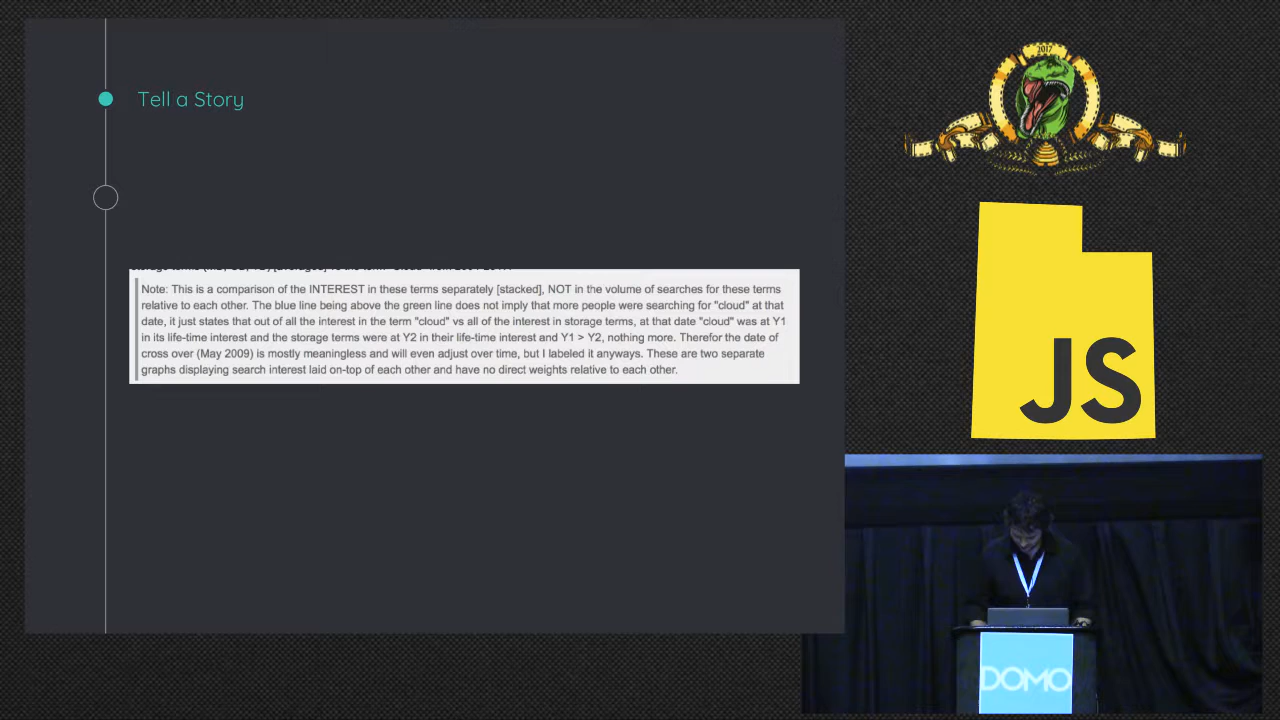 Tell a Story
Note: This is a comparison of the INTEREST in these terms separately [stacked], NOT in the volume of searches for these terms
relative to each other. The blue line being above the green line does not imply that more people were searching for "cloud" at that
date, it just states that out of all the interest in the term "cloud" vs all of the interest in storage terms, at that date "cloud" was at Y1
in its life-time interest and the storage terms were at Y2 in their life-time interest and Y1 > Y2, nothing more. Therefor the date of
cross over (May 2009) is mostly meaningless and will even adjust over time, but I labeled it anyways. These are two separate
graphs displaying search interest laid on-top of each other and have no direct weights relative to each other.
2017
JS
DOMO